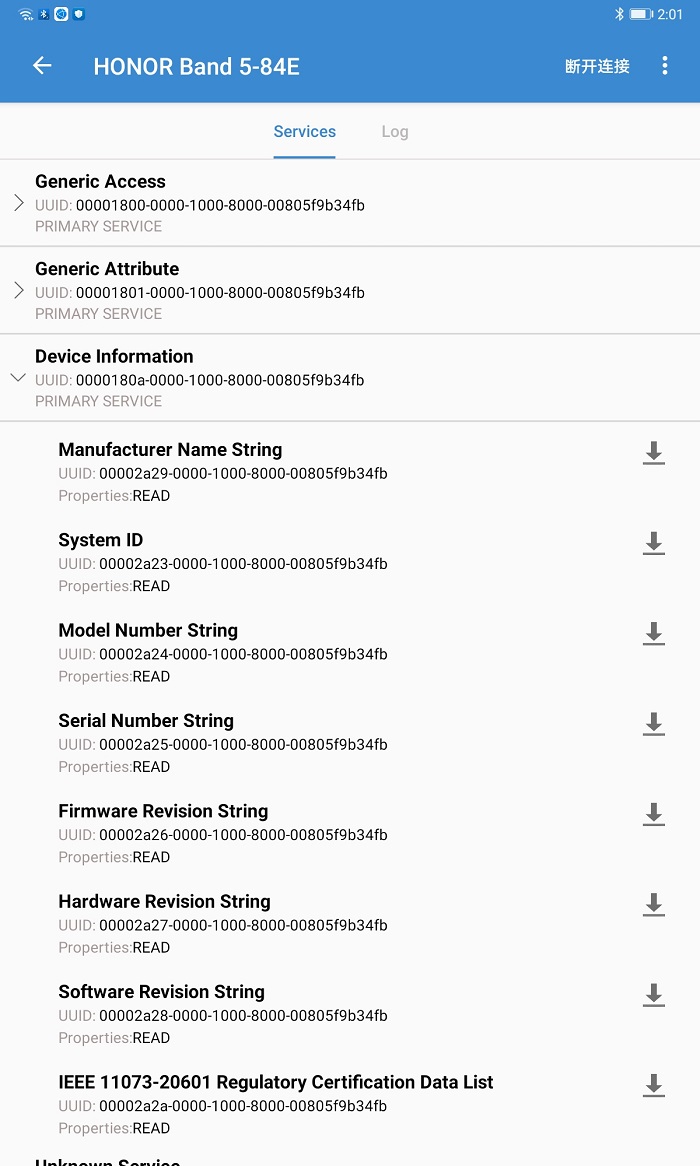 2:01
HONOR Band 5-84E
断开连接
Services
Log
Generic Access
UUID: 00001800-0000-1000-8000-00805f9b34fb
PRIMARY SERVICE
Generic Attribute
UUID: 00001801-0000-1000-8000-00805f9b34fb
PRIMARY SERVICE
Device Information
UUID: 0000180a-0000-1000-8000-00805f9b34fb
PRIMARY SERVICE
Manufacturer Name String
UUID: 00002a29-0000-1000-8000-00805f9b34fb
Properties:READ
System ID
UUID: 00002a23-0000-1000-8000-00805f9b34fb
Properties:READ
Model Number String
UUID: 00002a24-0000-1000-8000-00805f9b34fb
Properties:READ
Serial Number String
UUID: 00002a25-0000-1000-8000-00805f9b34fb
Properties:READ
Firmware Revision String
UUID: 00002a26-0000-1000-8000-00805f9b34fb
Properties:READ
Hardware Revision String
UUID: 00002a27-0000-1000-8000-00805f9b34fb
Properties:READ
Software Revision String
UUID: 00002a28-0000-1000-8000-00805f9b34fb
Properties:READ
IEEE 11073-20601 Regulatory Certification Data List
UUID: 00002a2a-0000-1000-8000-00805f9b34fb
Properties:READ
Unknown Service